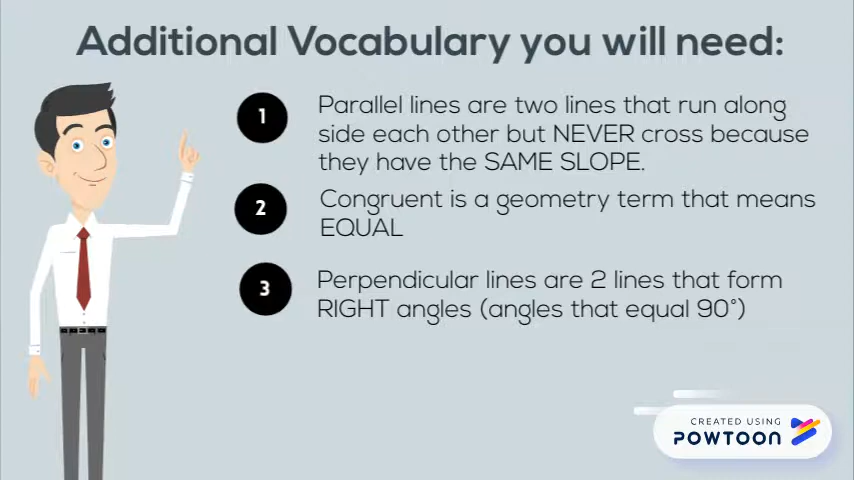 Additional Vocabulary you will need:
1
Parallel lines are two lines that run along
side each other but NEVER cross because
they have the SAME SLOPE.
2
Congruent is a geometry term that means
EQUAL
3
Perpendicular lines are 2 lines that form
RIGHT angles (angles that equal 90°)
CREATED USING
POWTOON